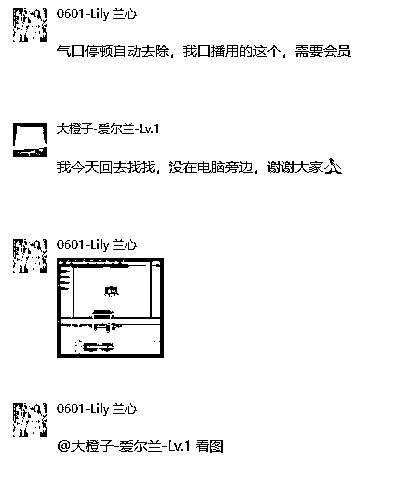 0601-Lily 兰心
气口停顿自动去除，我口播用的这个，需要会员
大橙子-爱尔兰-Lv.1
我今天回去找找，没在电脑旁边，谢谢大家
0601-Lily 兰心
0601-Lily 兰心
@大橙子-爱尔兰-Lv.1 看图